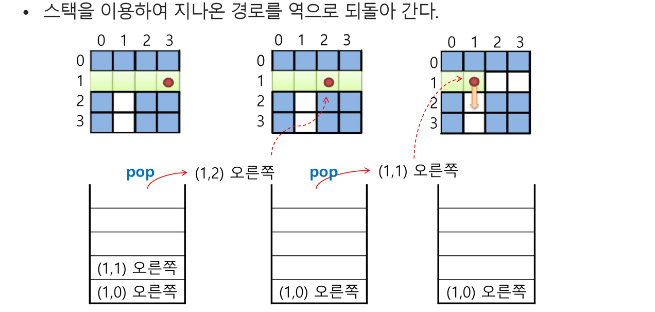 • 스택을 이용하여 지나온 경로를 역으로 되돌아 간다.
0 1 2 3
0
1
2
3
0 1 2 3
0
1
2
3
0 1 2 3
0
1
2
3
pop
(1,2) 오른쪽
pop
(1,1) 오른쪽
(1,1) 오른쪽
(1,0) 오른쪽
(1,0) 오른쪽
(1,0) 오른쪽